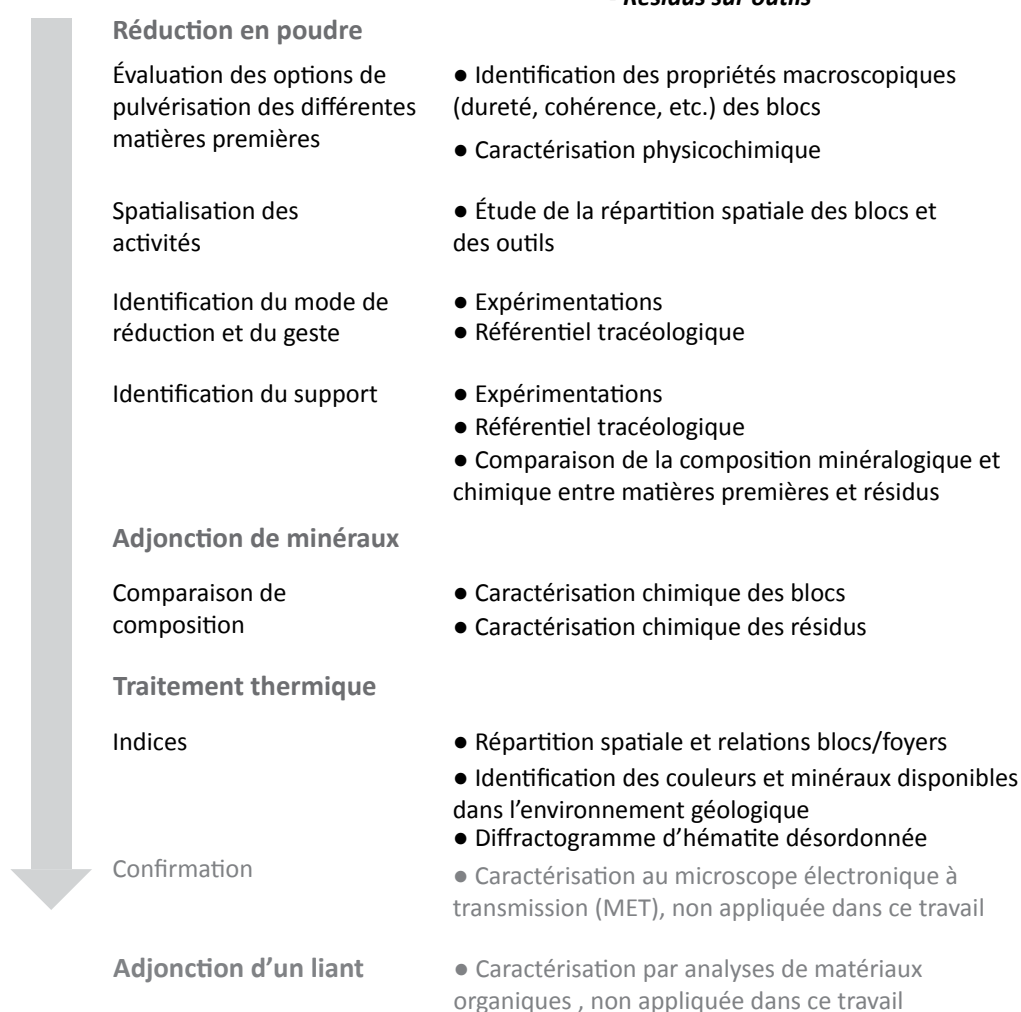 - Résidus sur outils
Réduction en poudre
Évaluation des options de
pulvérisation des différentes
matières premières
● Identification des propriétés macroscopiques
(dureté, cohérence, etc.) des blocs
● Caractérisation physicochimique
Spatialisation des
activités
● Étude de la répartition spatiale des blocs et
des outils
Identification du mode de
réduction et du geste
● Expérimentations
● Référentiel tracéologique
Identification du support
● Expérimentations
● Référentiel tracéologique
● Comparaison de la composition minéralogique et
chimique entre matières premières et résidus
Adjonction de minéraux
Comparaison de
composition
● Caractérisation chimique des blocs
● Caractérisation chimique des résidus
Traitement thermique
Indices
● Répartition spatiale et relations blocs/foyers
● Identification des couleurs et minéraux disponibles
dans l’environnement géologique
● Diffractogramme d’hématite désordonnée
Confirmation
● Caractérisation au microscope électronique à
transmission (MET), non appliquée dans ce travail
Adjonction d’un liant
● Caractérisation par analyses de matériaux
organiques , non appliquée dans ce travail